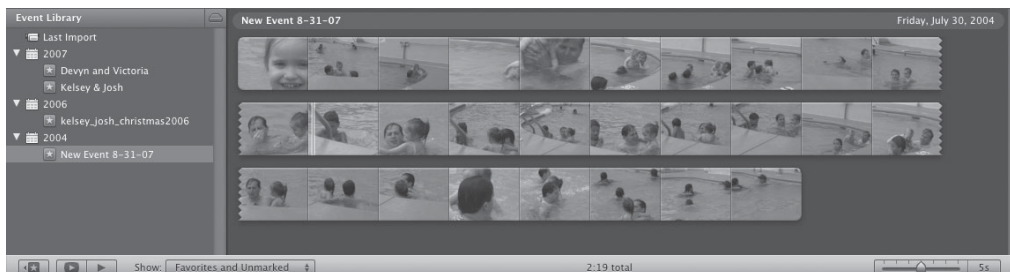 Event Library
Last Import
2007
Devyn and Victoria
Kelsey & Josh
2006
kelsey_josh_christmas2006
2004
New Event 8-31-07
New Event 8-31-07
Friday, July 30, 2004
Show:
Favorites and Unmarked
2:19 total
5s